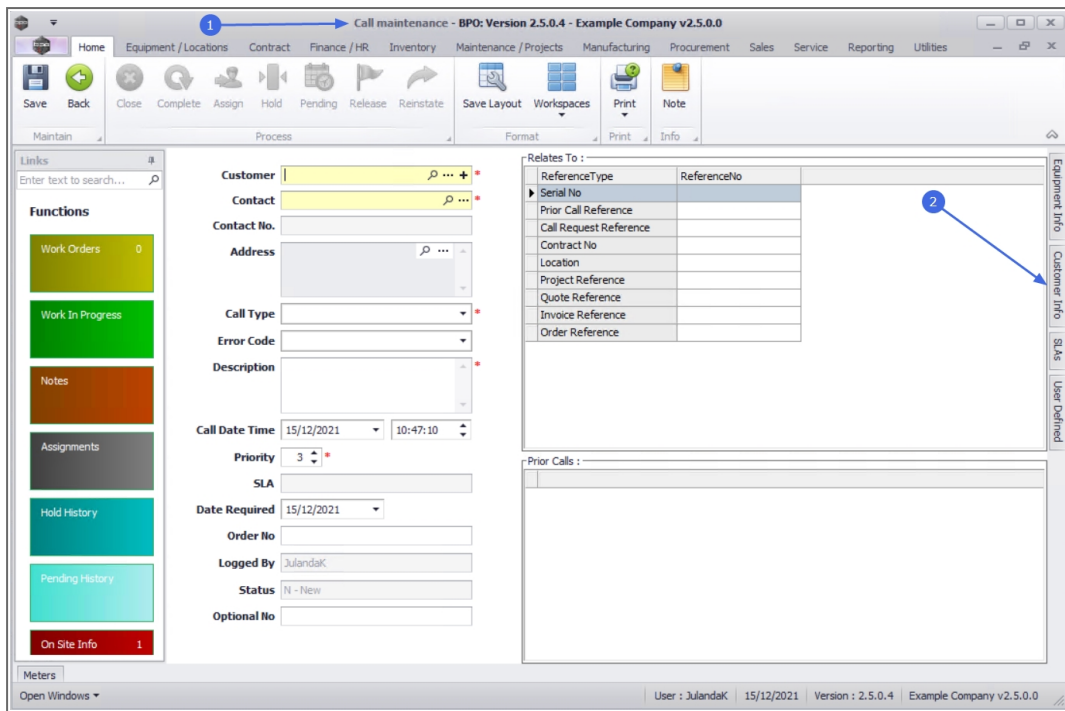 1
Call maintenance - BPO: Version 2.5.0.4 - Example Company v2.5.0.0
Home Equipment / Locations Contract Finance / HR Inventory Maintenance / Projects Manufacturing Procurement Sales Service Reporting Utilities
Save Back Close Complete Assign Hold Pending Release Reinstate Save Layout Workspaces Print Note
Maintain Process Format Print Info
Links
Enter text to search...
Functions
Work Orders 0
Work In Progress
Notes
Assignments
Hold History
Pending History
On Site Info 1
Customer *
Contact *
Contact No.
Address
Call Type *
Error Code
Description *
Call Date Time 15/12/2021 10:47:10
Priority 3 *
SLA
Date Required 15/12/2021
Order No
Logged By JulandaK
Status N - New
Optional No
Relates To :
ReferenceType ReferenceNo
Serial No
Prior Call Reference
Call Request Reference
Contract No
Location
Project Reference
Quote Reference
Invoice Reference
Order Reference
2
Prior Calls :
Equipment Info
Customer Info
SLAs
User Defined
Meters
Open Windows User : JulandaK 15/12/2021 Version : 2.5.0.4 Example Company v2.5.0.0